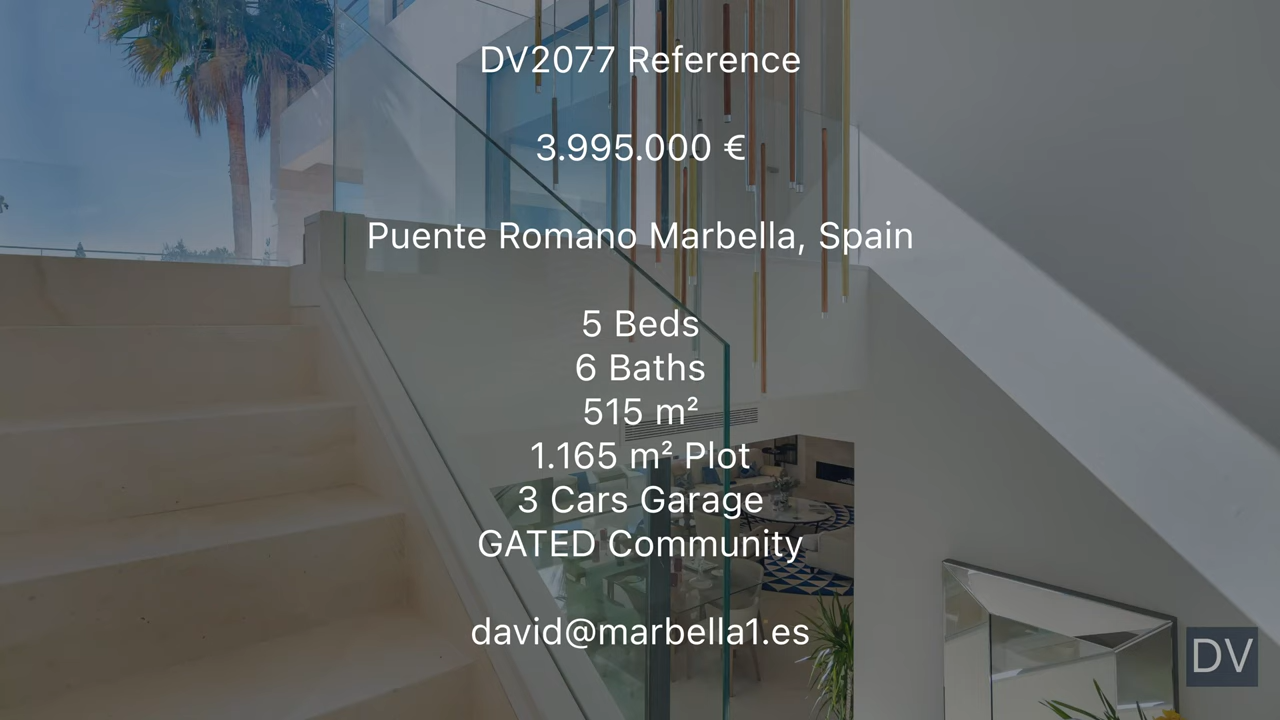 DV2077 Reference
3.995.000 €
Puente Romano Marbella, Spain
5 Beds
6 Baths
515 m²
1.165 m² Plot
3 Cars Garage
GATED Community
david@marbella1.es
DV